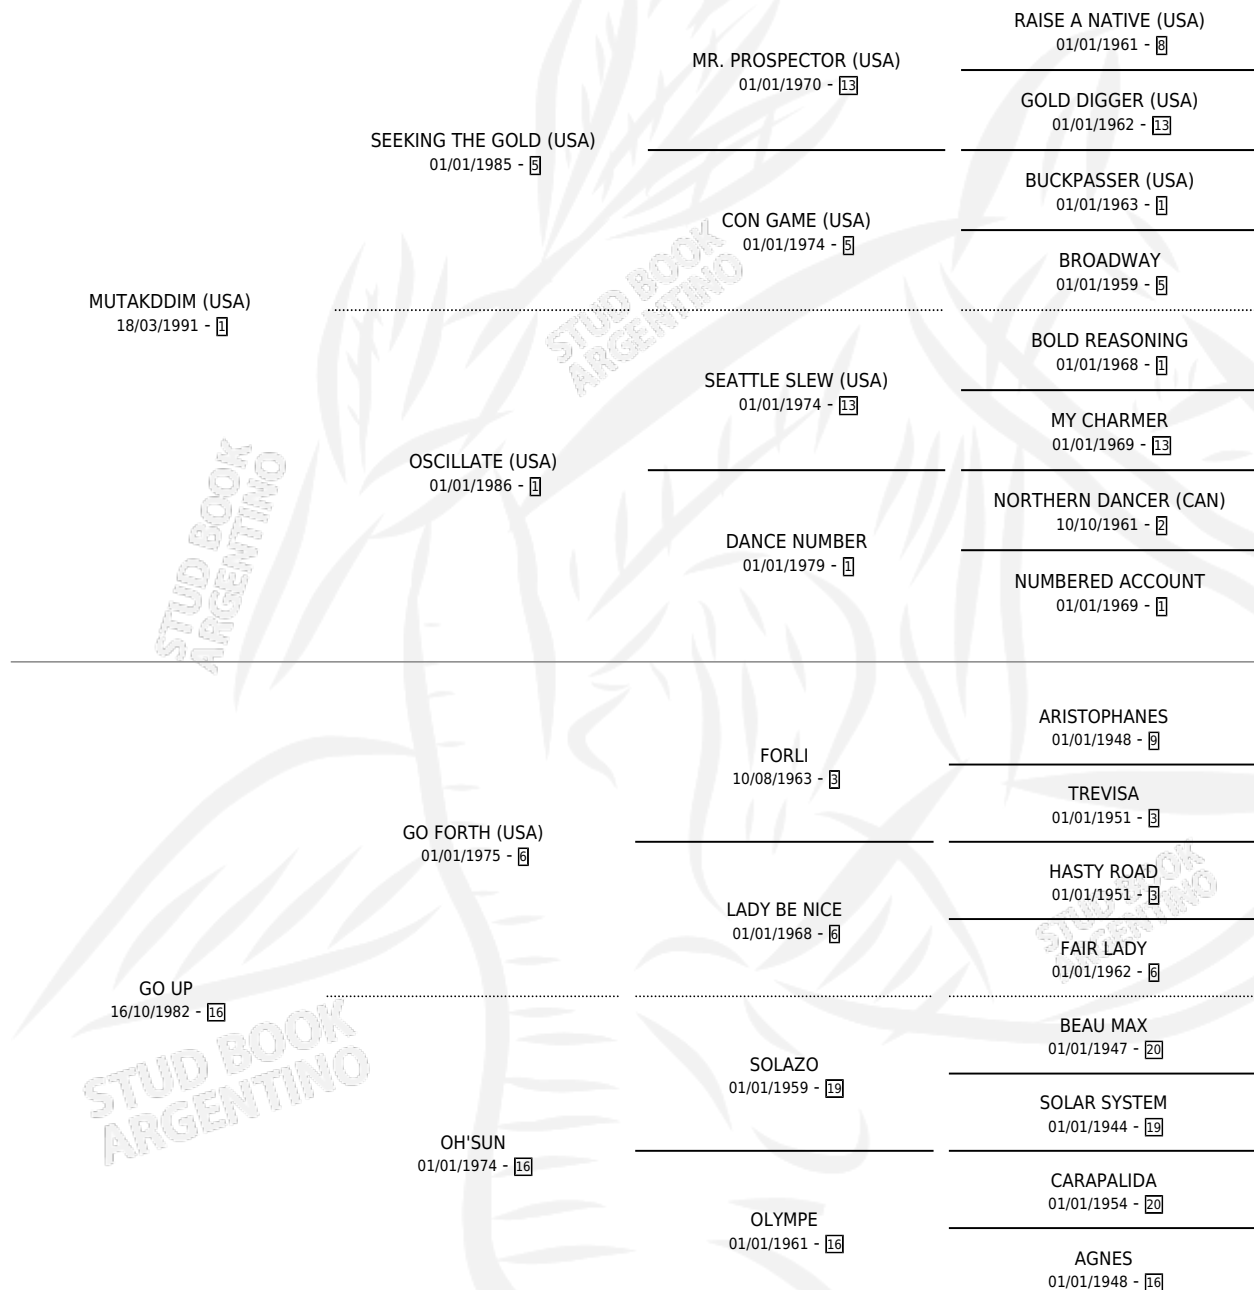 RAISE A NATIVE (USA)
01/01/1961 - 8
MR. PROSPECTOR (USA)
01/01/1970 - 13
GOLD DIGGER (USA)
01/01/1962 - 13
SEEKING THE GOLD (USA)
01/01/1985 - 5
BUCKPASSER (USA)
01/01/1963 - 1
CON GAME (USA)
01/01/1974 - 5
BROADWAY
01/01/1959 - 5
MUTAKDDIM (USA)
18/03/1991 - 1
BOLD REASONING
01/01/1968 - 1
SEATTLE SLEW (USA)
01/01/1974 - 13
MY CHARMER
01/01/1969 - 13
OSCILLATE (USA)
01/01/1986 - 1
NORTHERN DANCER (CAN)
10/10/1961 - 2
DANCE NUMBER
01/01/1979 - 1
NUMBERED ACCOUNT
01/01/1969 - 1
ARISTOPHANES
01/01/1948 - 9
FORLI
10/08/1963 - 3
TREVISA
01/01/1951 - 3
GO FORTH (USA)
01/01/1975 - 6
HASTY ROAD
01/01/1951 - 3
LADY BE NICE
01/01/1968 - 6
FAIR LADY
01/01/1962 - 6
GO UP
16/10/1982 - 16
BEAU MAX
01/01/1947 - 20
SOLAZO
01/01/1959 - 19
SOLAR SYSTEM
01/01/1944 - 19
OH'SUN
01/01/1974 - 16
CARAPALIDA
01/01/1954 - 20
OLYMPE
01/01/1961 - 16
AGNES
01/01/1948 - 16
STUD BOOK
ARGENTINO
STUD BOOK
ARGENTINO
STUD BOOK
ARGENTINO
STUD BOOK
ARGENTINO